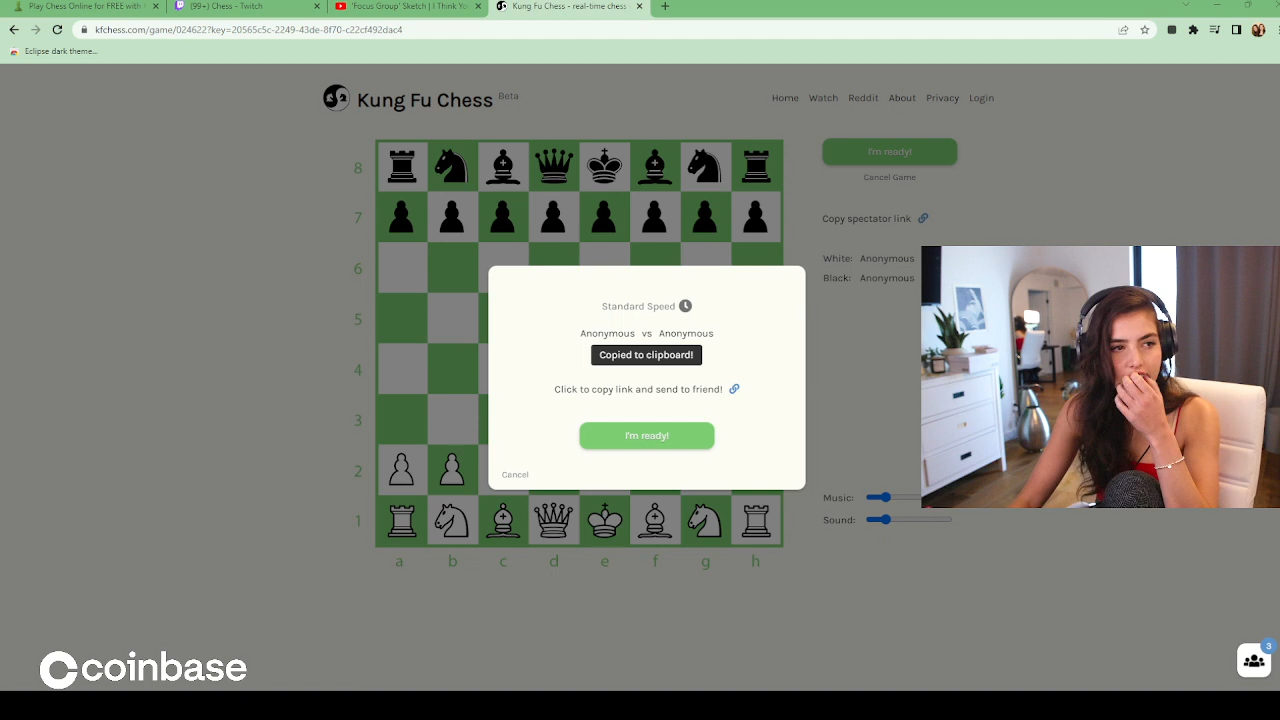 Play Chess Online for FREE with
(99+) Chess - Twitch
'Focus Group' Sketch | I Think Yo
Kung Fu Chess - real-time chess
kfchess.com/game/024622?key=20565c5c-2249-43de-8f70-c22cf492dac4
Eclipse dark theme...
Kung Fu Chess Beta
Home Watch Reddit About Privacy Login
I'm ready!
Cancel Game
Copy spectator link
White: Anonymous
Black: Anonymous
8
7
6
5
4
3
2
1
a b c d e f g h
Standard Speed
Anonymous vs Anonymous
Copied to clipboard!
Click to copy link and send to friend!
I'm ready!
Cancel
Music:
Sound:
coinbase
3